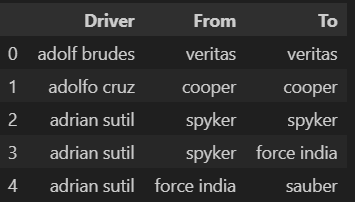 Driver From To
0 adolf brudes veritas veritas
1 adolfo cruz cooper cooper
2 adrian sutil spyker spyker
3 adrian sutil spyker force india
4 adrian sutil force india sauber